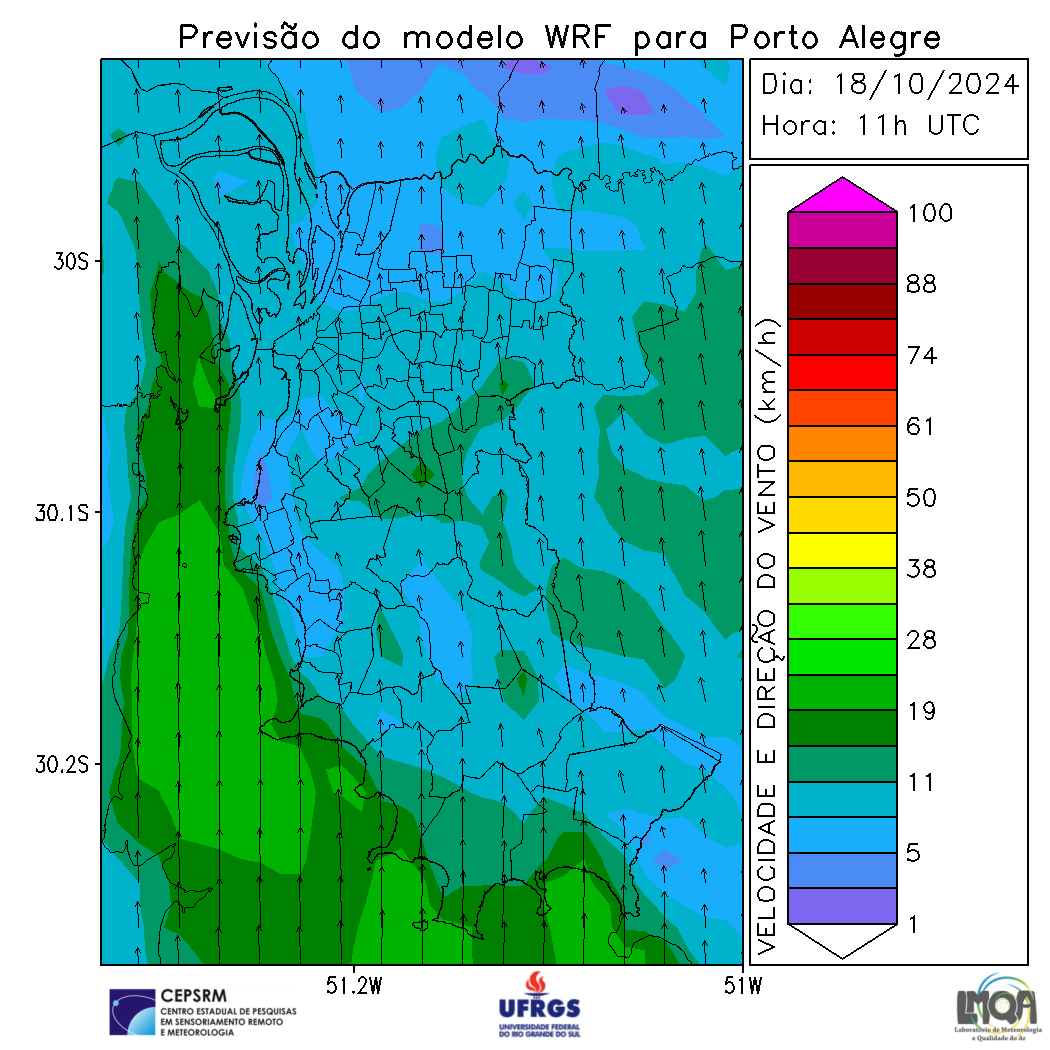 Previsão do modelo WRF para Porto Alegre
Dia: 18/10/2024
Hora: 11h UTC
30S
30.1S
30.2S
51.2W
51W
VELOCIDADE E DIREÇÃO DO VENTO (km/h)
100
88
74
61
50
38
28
19
11
5
1
CEPSRM
CENTRO ESTADUAL DE PESQUISAS
EM SENSORIAMENTO REMOTO
E METEOROLOGIA
UFRGS
UNIVERSIDADE FEDERAL
DO RIO GRANDE DO SUL
LMQA
Laboratório de Meteorologia
e Qualidade do Ar